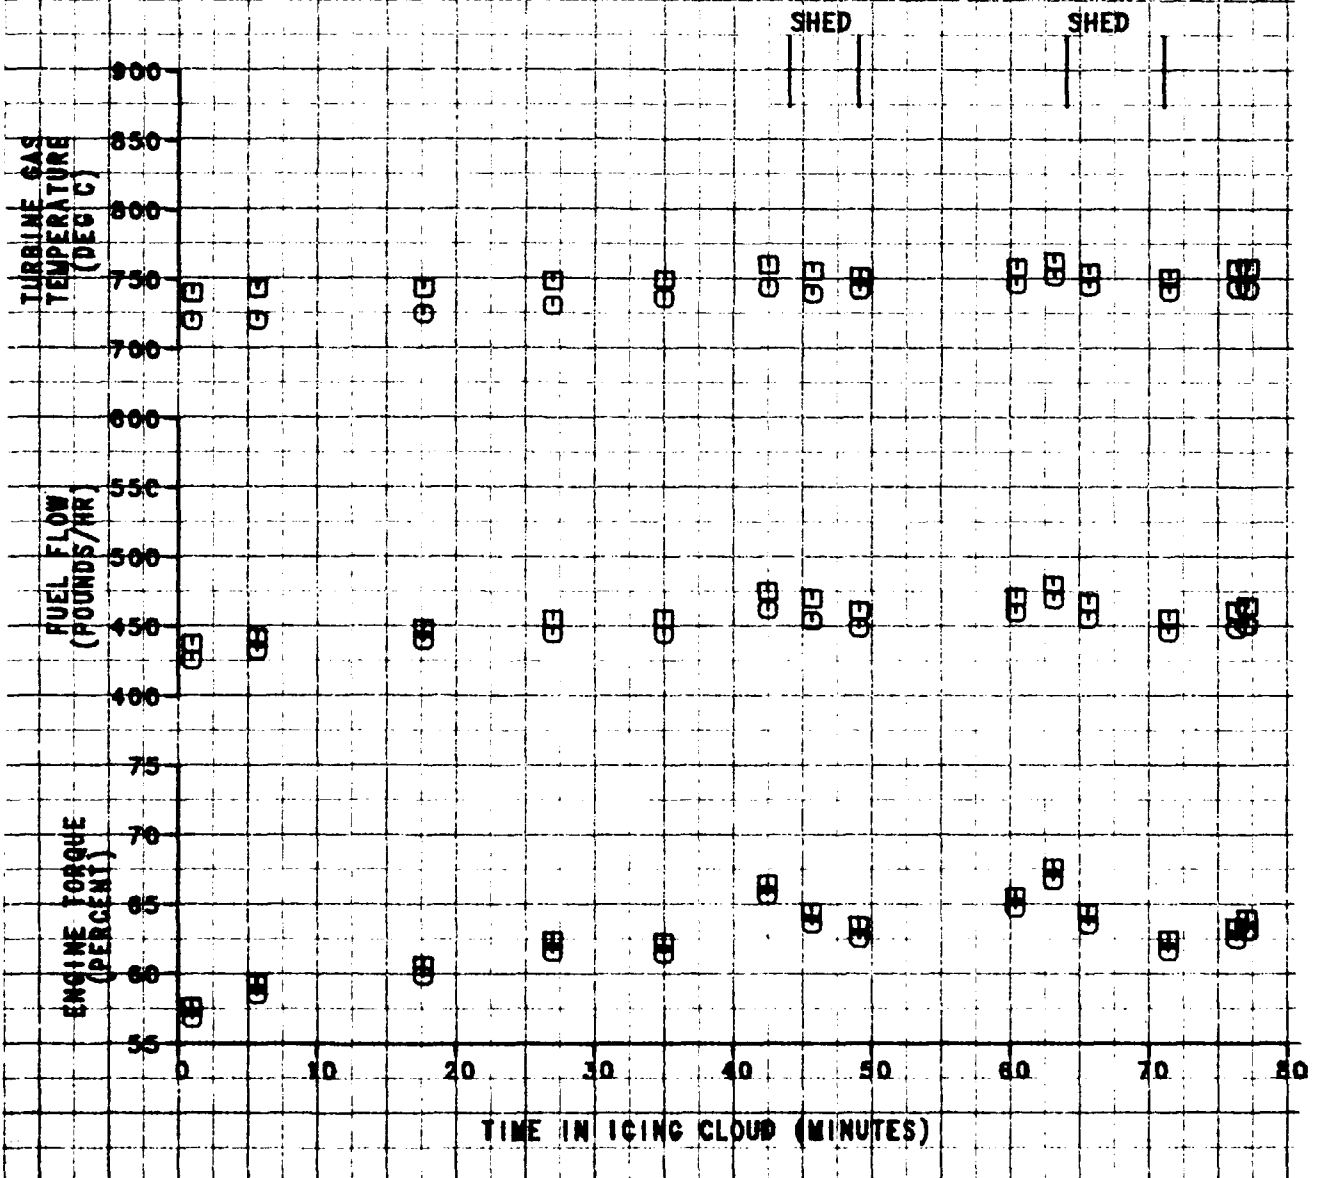 SHED SHED
TURBINE GAS
TEMPERATURE
(DEG C)
900
850
800
750
700
FUEL FLOW
(POUNDS/HR)
600
550
500
450
400
ENGINE TORQUE
(PERCENT)
75
70
65
60
55
0 10 20 30 40 50 60 70 80
TIME IN ICING CLOUD (MINUTES)